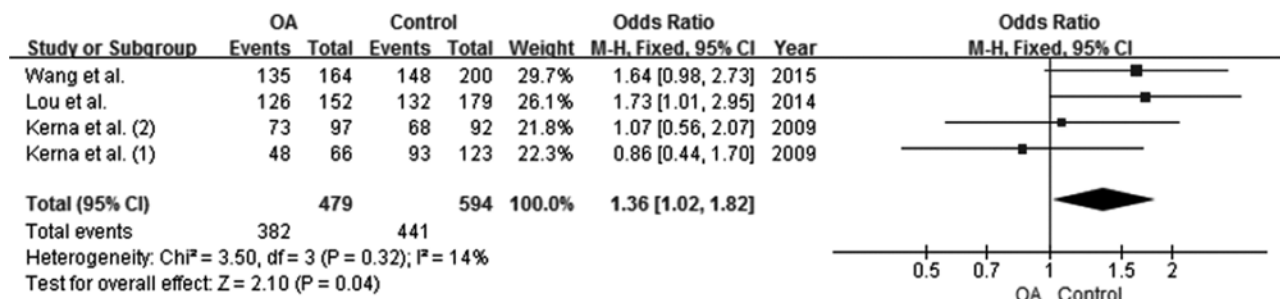 OA Control Odds Ratio Odds Ratio
Study or Subgroup Events Total Events Total Weight M-H, Fixed, 95% CI Year M-H, Fixed, 95% CI
Wang et al. 135 164 148 200 29.7% 1.64 [0.98, 2.73] 2015
Lou et al. 126 152 132 179 26.1% 1.73 [1.01, 2.95] 2014
Kerna et al. (2) 73 97 68 92 21.8% 1.07 [0.56, 2.07] 2009
Kerna et al. (1) 48 66 93 123 22.3% 0.86 [0.44, 1.70] 2009
Total (95% CI) 479 594 100.0% 1.36 [1.02, 1.82]
Total events 382 441
Heterogeneity: Chi² = 3.50, df = 3 (P = 0.32); I² = 14%
Test for overall effect: Z = 2.10 (P = 0.04)
0.5 0.7 1 1.5 2
OA Control